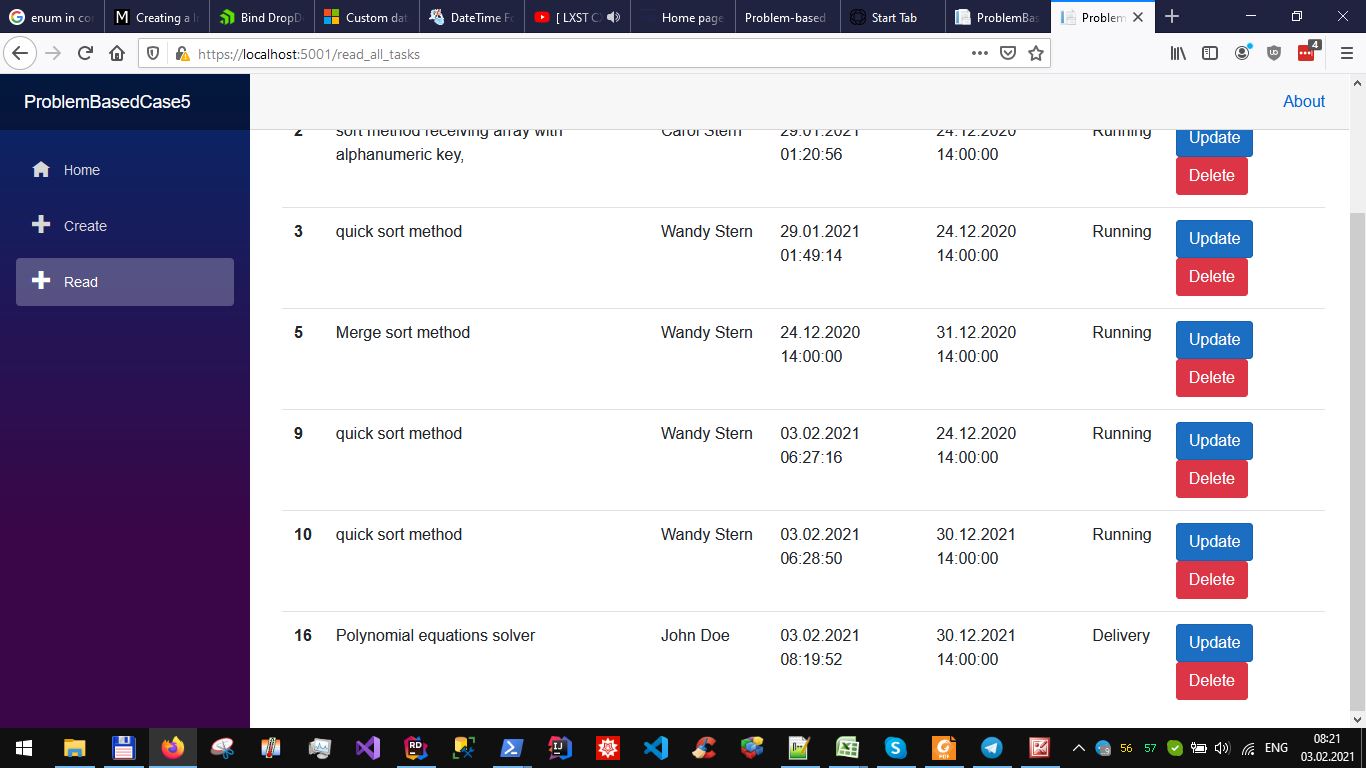 enum in cor
Creating a In
Bind DropDo
Custom dat
DateTime Fo
[ LXST C
Home page
Problem-based
Start Tab
ProblemBas
Problem
https://localhost:5001/read_all_tasks
4
ProblemBasedCase5
About
Home
Create
Read
2 sort method receiving array with Carol Stern 29.01.2021 24.12.2020 Running Update
alphanumeric key, 01:20:56 14:00:00
Delete
3 quick sort method Wandy Stern 29.01.2021 24.12.2020 Running Update
01:49:14 14:00:00
Delete
5 Merge sort method Wandy Stern 24.12.2020 31.12.2020 Running Update
14:00:00 14:00:00
Delete
9 quick sort method Wandy Stern 03.02.2021 24.12.2020 Running Update
06:27:16 14:00:00
Delete
10 quick sort method Wandy Stern 03.02.2021 30.12.2021 Running Update
06:28:50 14:00:00
Delete
16 Polynomial equations solver John Doe 03.02.2021 30.12.2021 Delivery Update
08:19:52 14:00:00
Delete
56 57 ENG 08:21
03.02.2021